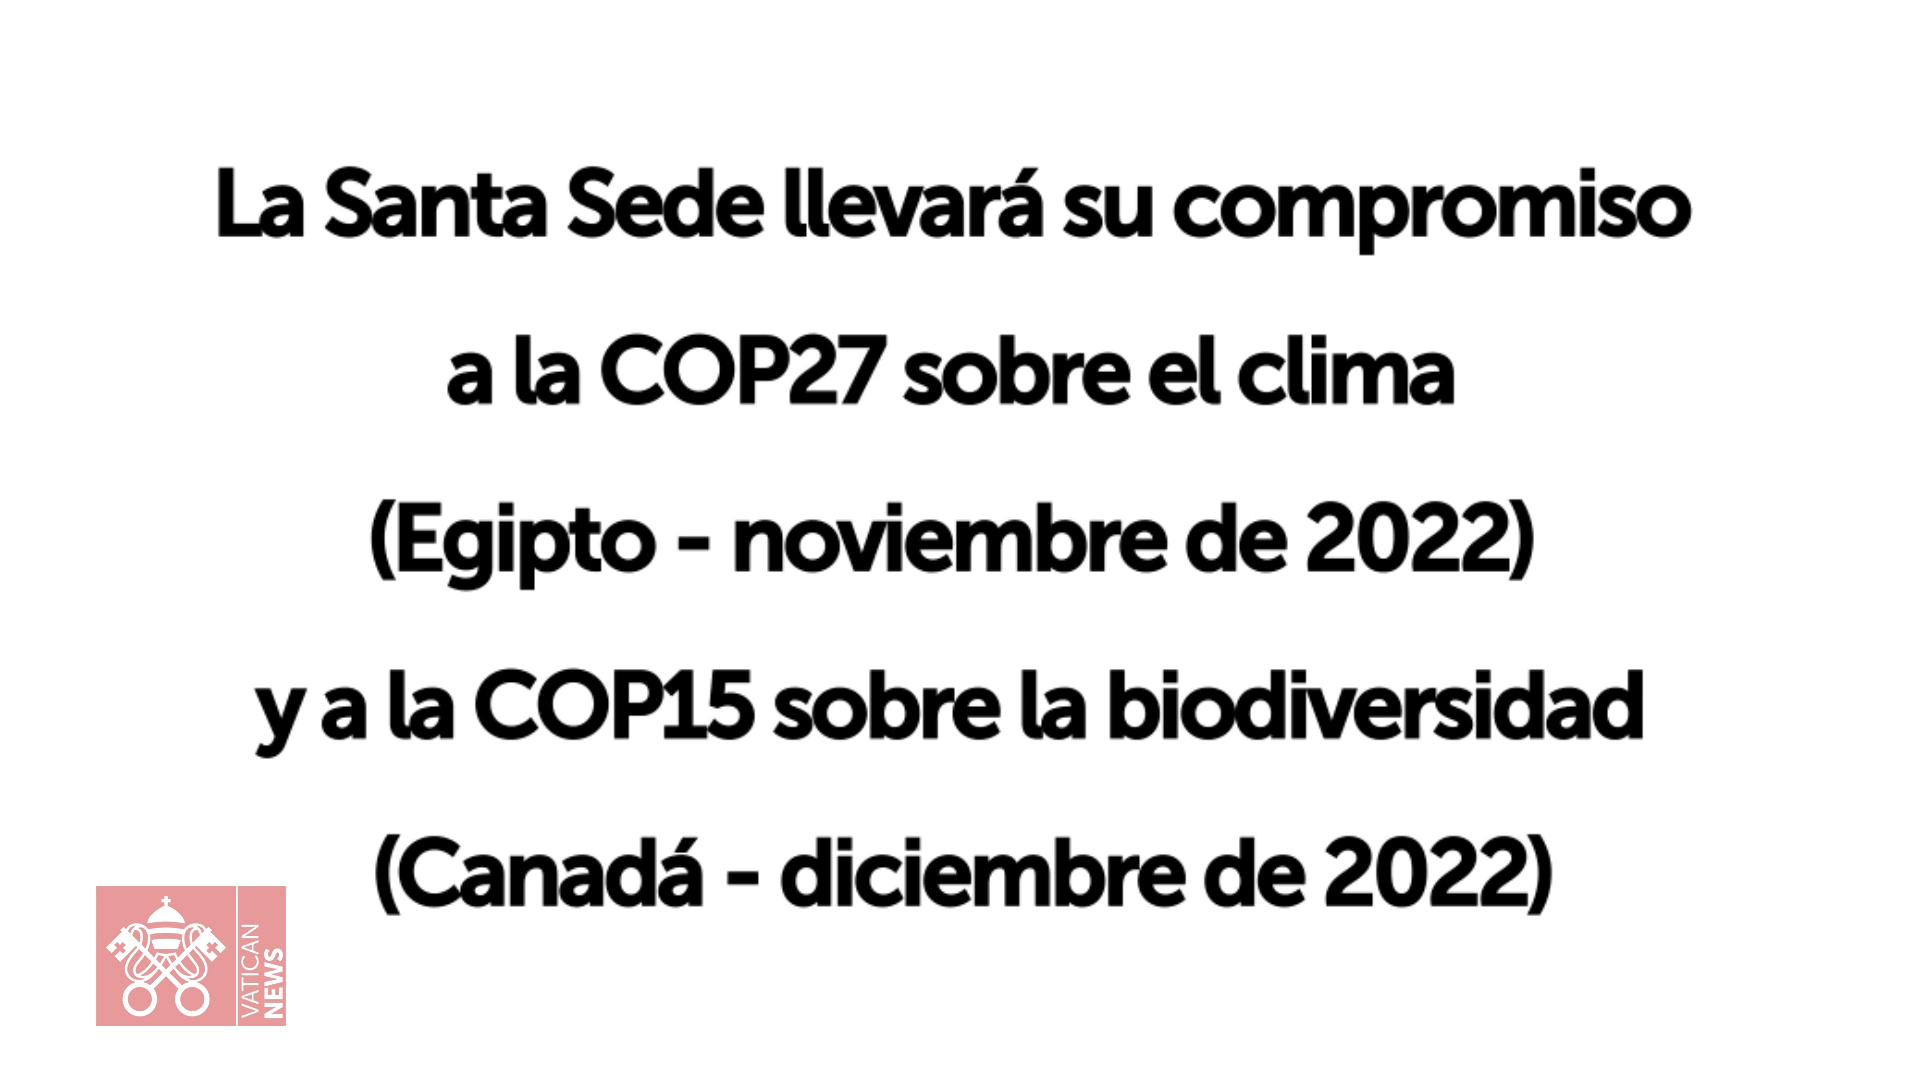 La Santa Sede llevará su compromiso
a la COP27 sobre el clima
(Egipto - noviembre de 2022)
y a la COP15 sobre la biodiversidad
(Canadá - diciembre de 2022)
VATICAN
NEWS